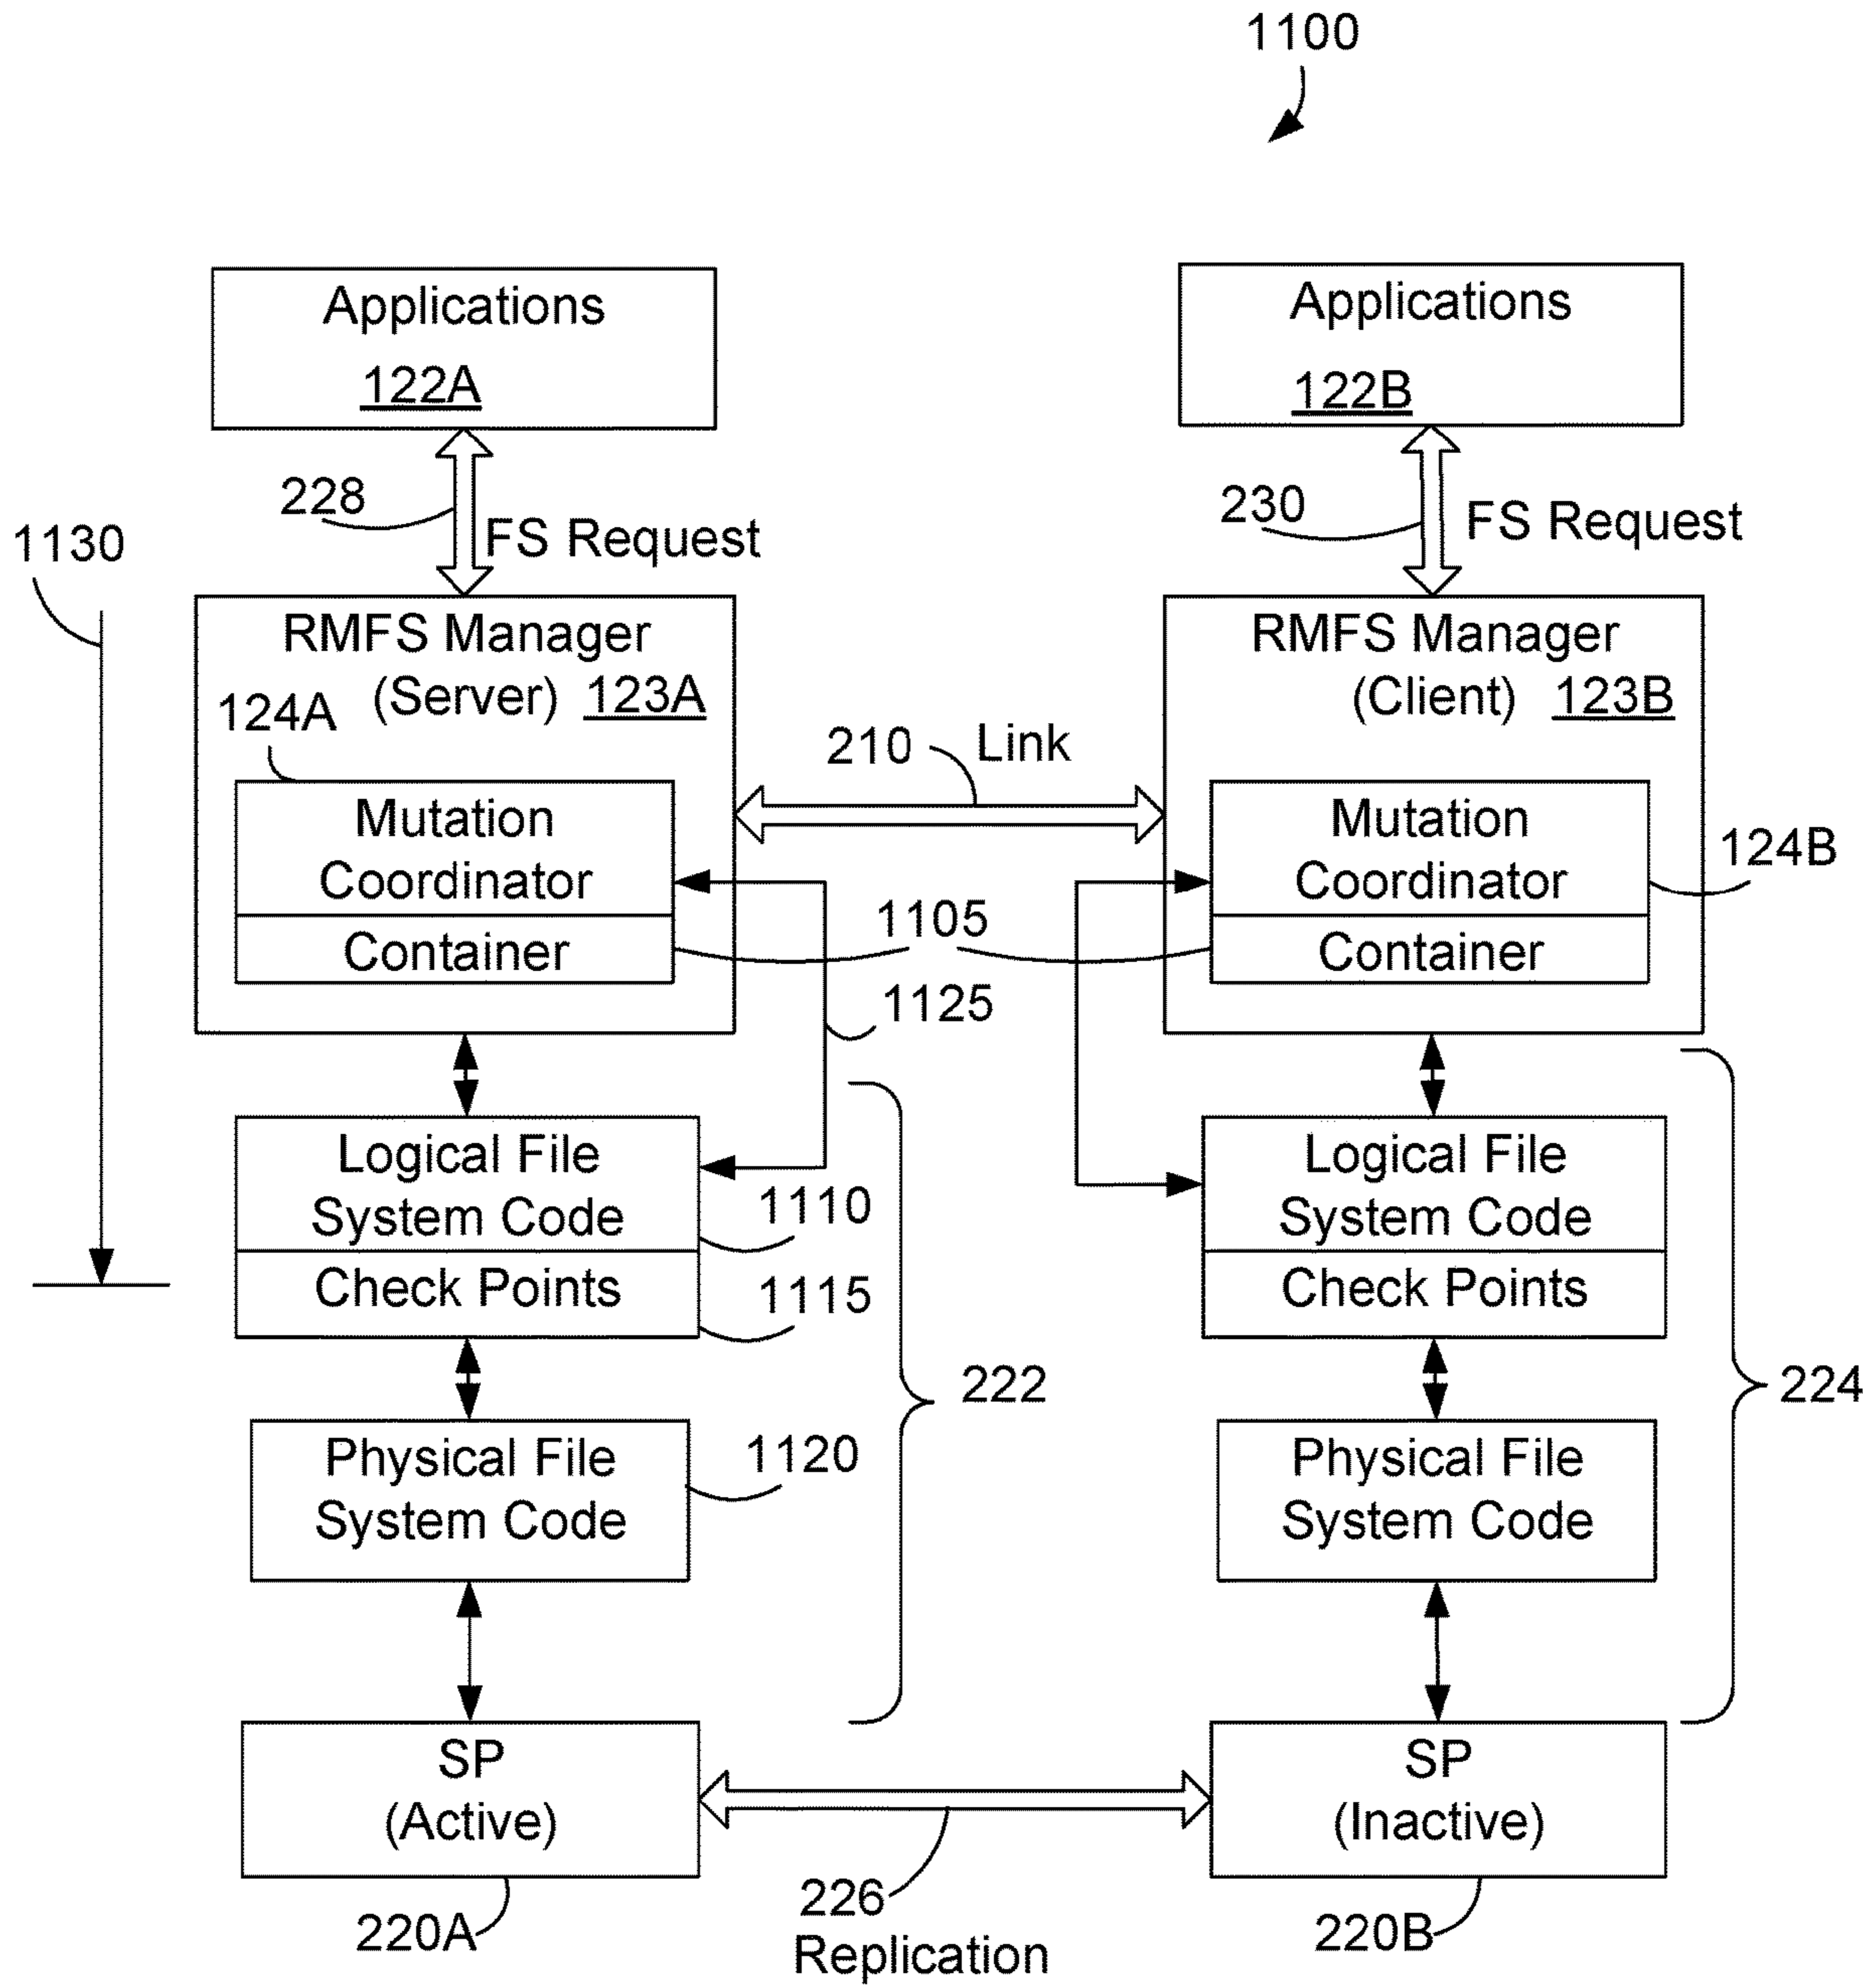 1100
Applications
122A
Applications
122B
228
FS Request
230
FS Request
1130
RMFS Manager
(Server) 123A
124A
RMFS Manager
(Client) 123B
210
Link
Mutation
Coordinator
Container
Mutation
Coordinator
Container
124B
1105
1125
Logical File
System Code
1110
Check Points
1115
Logical File
System Code
Check Points
222
224
Physical File
System Code
1120
Physical File
System Code
SP
(Active)
SP
(Inactive)
220A
226
Replication
220B